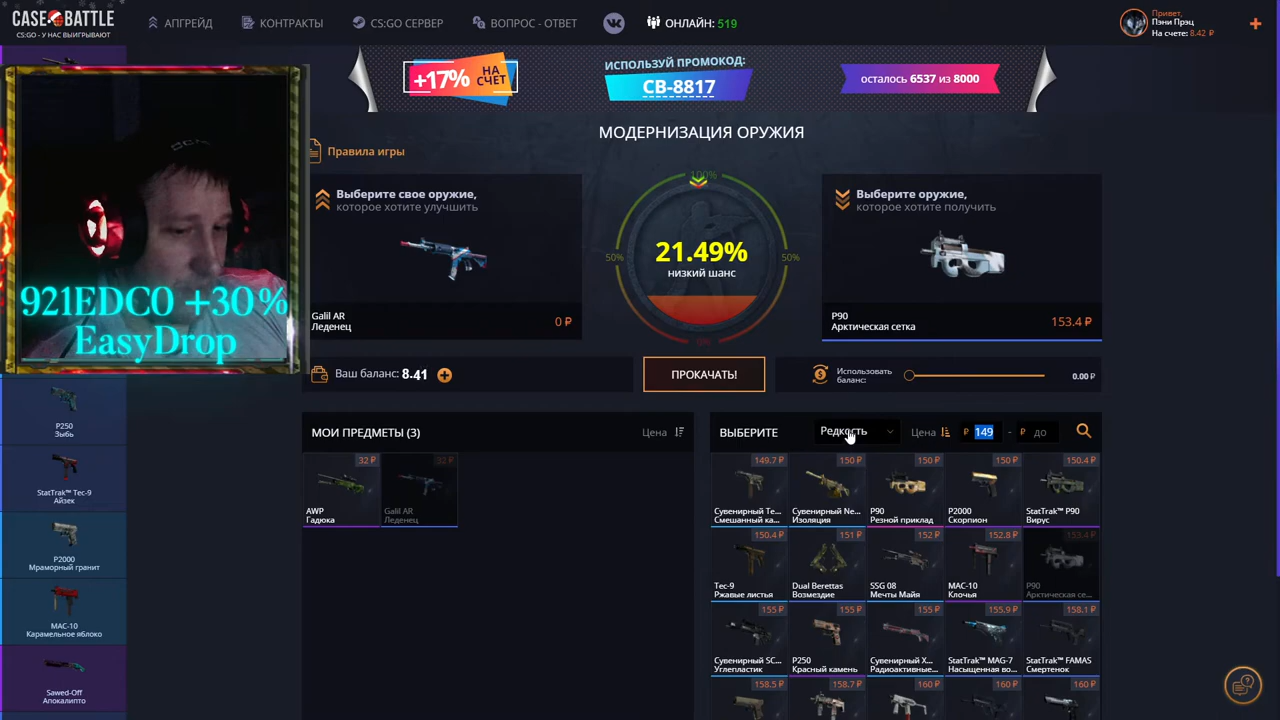 CASE BATTLE
CS:GO - У НАС ВЫИГРЫВАЮТ
АПГРЕЙД
КОНТРАКТЫ
CS:GO СЕРВЕР
ВОПРОС - ОТВЕТ
ОНЛАЙН: 519
Привет,
Пэни Прэц
На счете: 8.42 ₽
+17% НА СЧЕТ
ИСПОЛЬЗУЙ ПРОМОКОД:
CB-8817
осталось 6537 из 8000
МОДЕРНИЗАЦИЯ ОРУЖИЯ
Правила игры
Выберите свое оружие,
которое хотите улучшить
Galil AR
Леденец
0 ₽
100%
50%
21.49%
низкий шанс
50%
0%
Выберите оружие,
которое хотите получить
P90
Арктическая сетка
153.4 ₽
921EDC0 +30%
EasyDrop
Ваш баланс: 8.41
ПРОКАЧАТЬ!
Использовать
баланс:
0.00 ₽
P250
Зыбь
StatTrak™ Tec-9
Айзек
P2000
Мраморный гранит
MAC-10
Карамельное яблоко
Sawed-Off
Апокалипто
МОИ ПРЕДМЕТЫ (3)
Цена
32 ₽
AWP
Гадюка
32 ₽
Galil AR
Леденец
ВЫБЕРИТЕ
Редкость
Цена
₽ 149 - ₽ до
149.7 ₽
Сувенирный Te...
Смешанный ка...
150 ₽
Сувенирный Ne...
Изоляция
150 ₽
P90
Резной приклад
150 ₽
P2000
Скорпион
150.4 ₽
StatTrak™ P90
Вирус
150.4 ₽
Tec-9
Ржавые листья
151 ₽
Dual Berettas
Возмездие
152 ₽
SSG 08
Мечты Майя
152.8 ₽
MAC-10
Клочья
153.4 ₽
P90
Арктическая се...
155 ₽
Сувенирный SC...
Углепластик
155 ₽
P250
Красный камень
155 ₽
Сувенирный X...
Радиоактивные...
155.9 ₽
StatTrak™ MAG-7
Насыщенная во...
158.1 ₽
StatTrak™ FAMAS
Смертенок
158.5 ₽
158.7 ₽
160 ₽
160 ₽
160 ₽